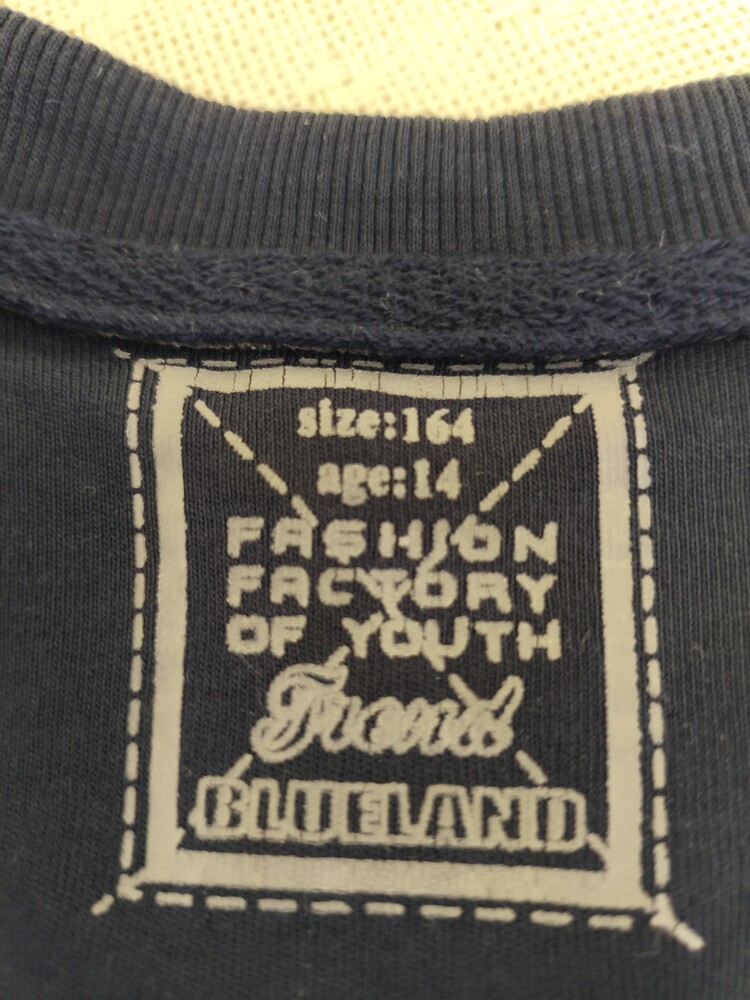 size:164
age:14
FASHION
FACTORY
OF YOUTH
Trend
BLUELAND